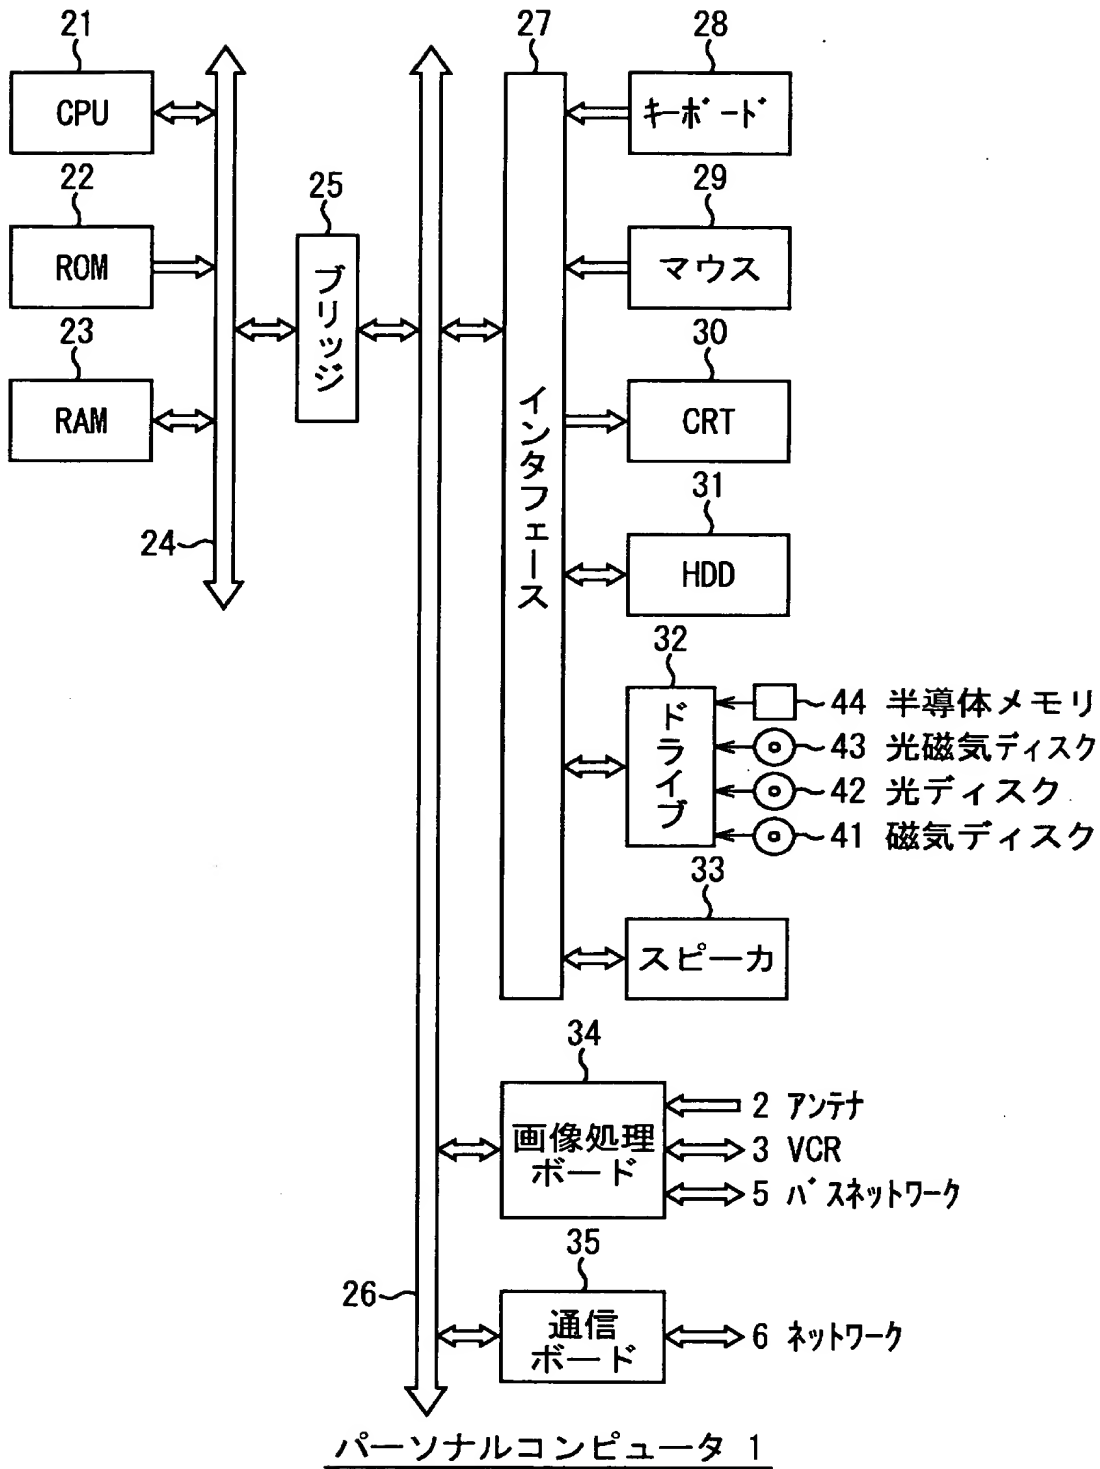 21
CPU
22
ROM
23
RAM
24
25
ブリッジ
26
27
インタフェース
28
キーボード
29
マウス
30
CRT
31
HDD
32
ドライブ
44 半導体メモリ
43 光磁気ディスク
42 光ディスク
41 磁気ディスク
33
スピーカ
34
画像処理
ボード
2 アンテナ
3 VCR
5 バスネットワーク
35
通信
ボード
6 ネットワーク
パーソナルコンピュータ 1